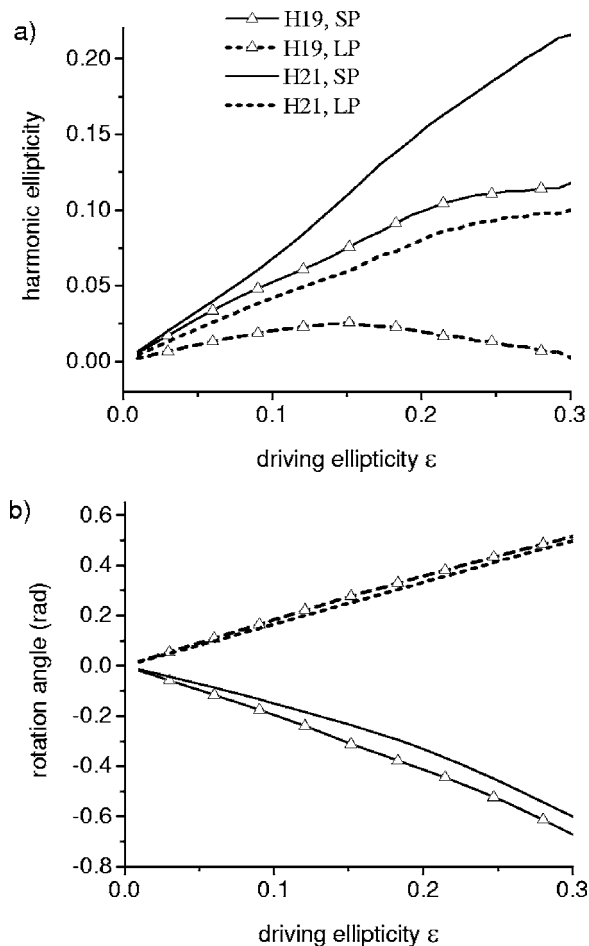 a)
H19, SP
H19, LP
H21, SP
H21, LP
0.20
0.15
0.10
0.05
0.00
harmonic ellipticity
0.0 0.1 0.2 0.3
driving ellipticity ε
b)
0.6
0.4
0.2
0.0
-0.2
-0.4
-0.6
-0.8
rotation angle (rad)
0.0 0.1 0.2 0.3
driving ellipticity ε